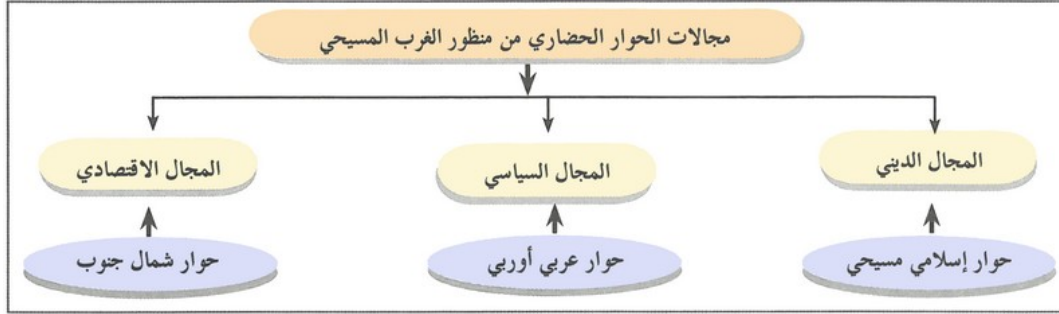 مجالات الحوار الحضاري من منظور الغرب المسيحي
المجال الديني
المجال السياسي
المجال الاقتصادي
حوار إسلامي مسيحي
حوار عربي أوربي
حوار شمال جنوب